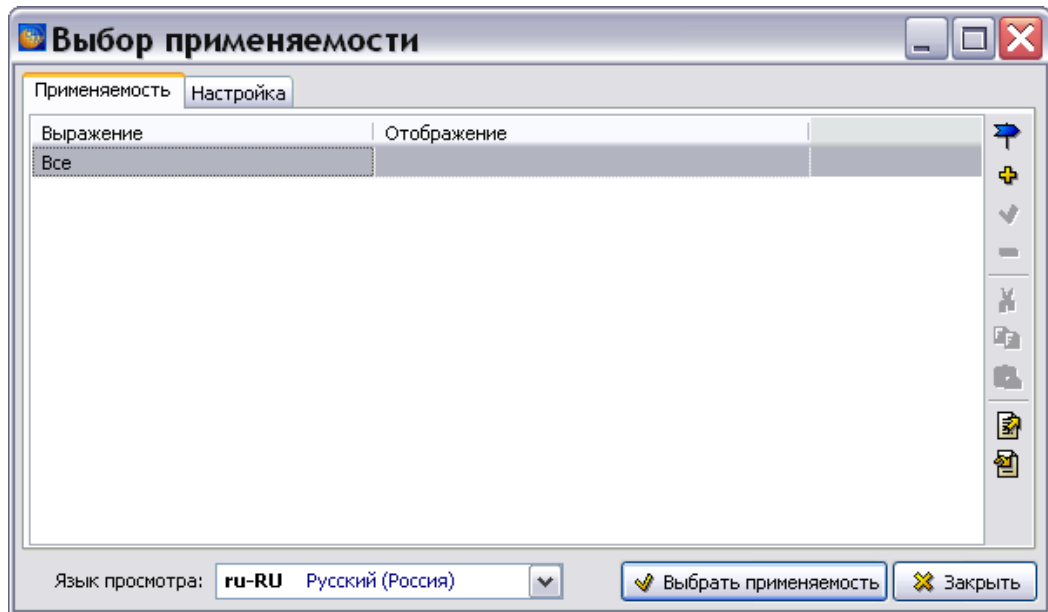 Выбор применяемости
Применяемость Настройка
Выражение Отображение
Все
Язык просмотра: ru-RU Русский (Россия) Выбрать применяемость Закрыть